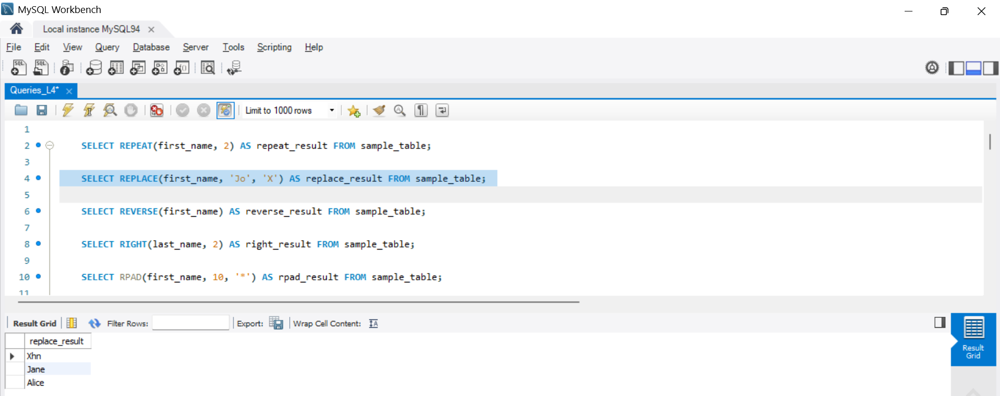 MySQL Workbench
Local instance MySQL94
File Edit View Query Database Server Tools Scripting Help
SQL SQL
Queries_L4*
Limit to 1000 rows
1
2 SELECT REPEAT(first_name, 2) AS repeat_result FROM sample_table;
3
4 SELECT REPLACE(first_name, 'Jo', 'X') AS replace_result FROM sample_table;
5
6 SELECT REVERSE(first_name) AS reverse_result FROM sample_table;
7
8 SELECT RIGHT(last_name, 2) AS right_result FROM sample_table;
9
10 SELECT RPAD(first_name, 10, '*') AS rpad_result FROM sample_table;
11
Result Grid Filter Rows: Export: Wrap Cell Content:
replace_result
Xhn
Jane
Alice
Result
Grid